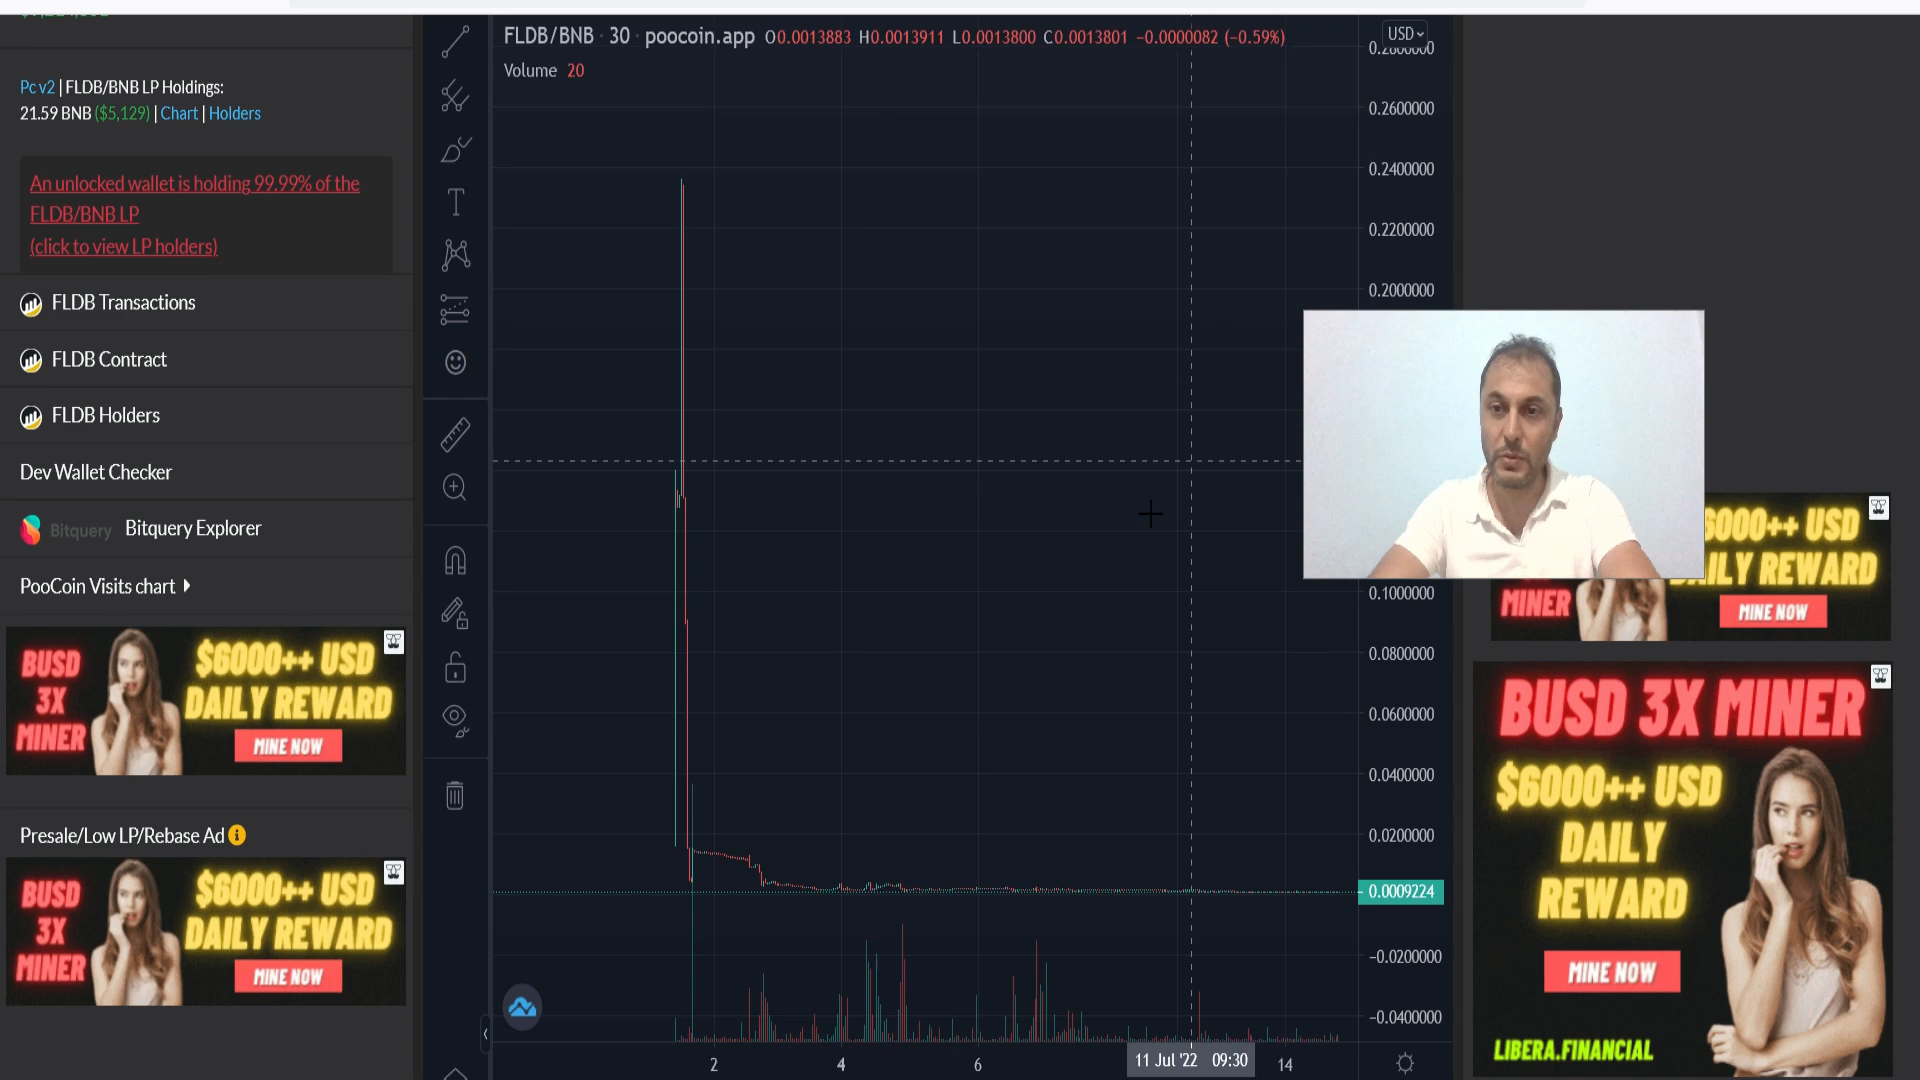 Pc v2 | FLDB/BNB LP Holdings:
21.59 BNB ($5,129) | Chart | Holders
An unlocked wallet is holding 99.99% of the
FLDB/BNB LP
(click to view LP holders)
FLDB Transactions
FLDB Contract
FLDB Holders
Dev Wallet Checker
Bitquery Bitquery Explorer
PooCoin Visits chart
BUSD
3X
MINER
$6000++ USD
DAILY REWARD
MINE NOW
Presale/Low LP/Rebase Ad
BUSD
3X
MINER
$6000++ USD
DAILY REWARD
MINE NOW
FLDB/BNB · 30 · poocoin.app O0.0013883 H0.0013911 L0.0013800 C0.0013801 −0.0000082 (−0.59%)
Volume 20
USD
0.2800000
0.2600000
0.2400000
0.2200000
0.2000000
0.1000000
0.0800000
0.0600000
0.0400000
0.0200000
0.0009224
−0.0200000
−0.0400000
2
4
6
11 Jul '22 09:30
14
6000++ USD
DAILY REWARD
MINER
MINE NOW
BUSD 3X MINER
$6000++ USD
DAILY
REWARD
MINE NOW
LIBERA.FINANCIAL